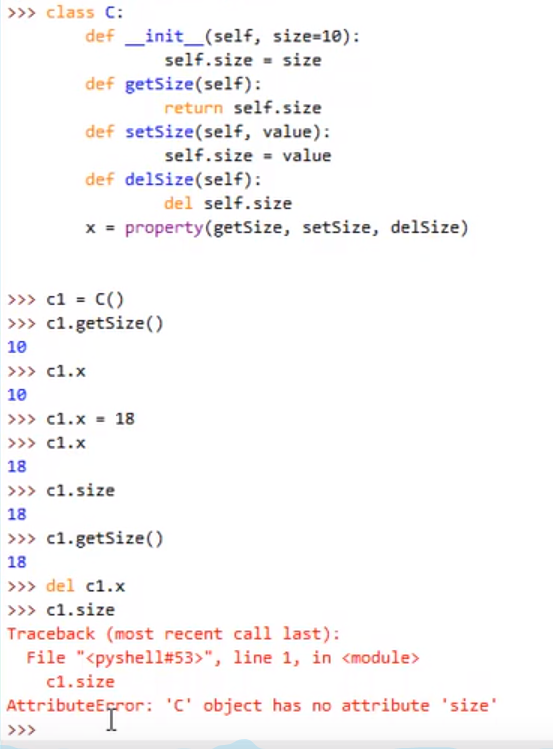 >>> class C:
        def __init__(self, size=10):
                self.size = size
        def getSize(self):
                return self.size
        def setSize(self, value):
                self.size = value
        def delSize(self):
                del self.size
        x = property(getSize, setSize, delSize)
>>> c1 = C()
>>> c1.getSize()
10
>>> c1.x
10
>>> c1.x = 18
>>> c1.x
18
>>> c1.size
18
>>> c1.getSize()
18
>>> del c1.x
>>> c1.size
Traceback (most recent call last):
  File "<pyshell#53>", line 1, in <module>
    c1.size
AttributeError: 'C' object has no attribute 'size'
>>>